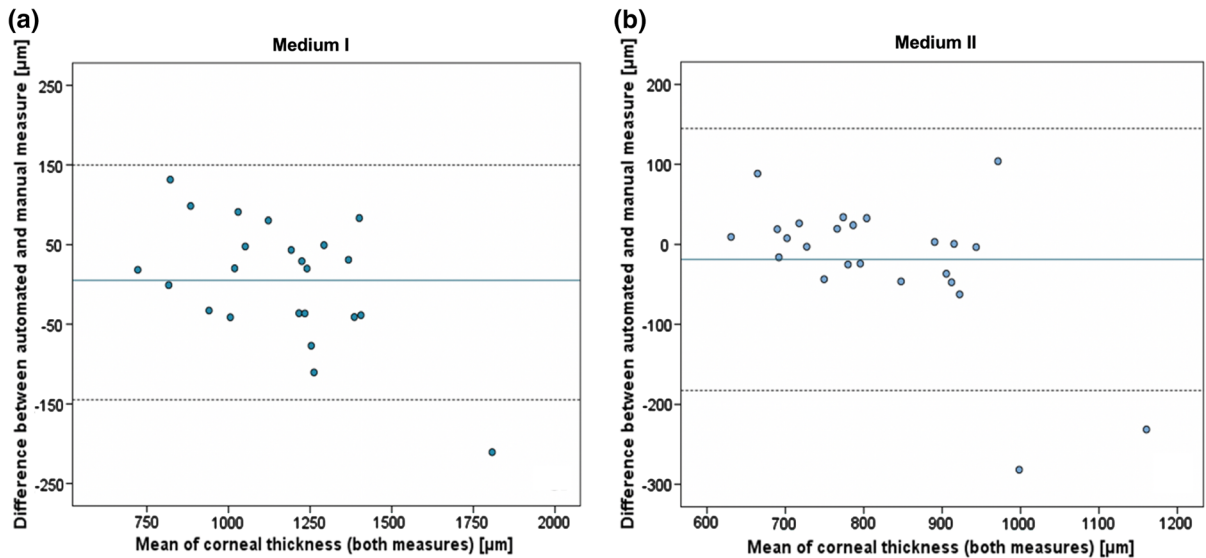 (a)
Medium I
Difference between automated and manual measure [µm]
250
150
50
-50
-150
-250
750 1000 1250 1500 1750 2000
Mean of corneal thickness (both measures) [µm]
(b)
Medium II
Difference between automated and manual measure [µm]
200
100
0
-100
-200
-300
600 700 800 900 1000 1100 1200
Mean of corneal thickness (both measures) [µm]